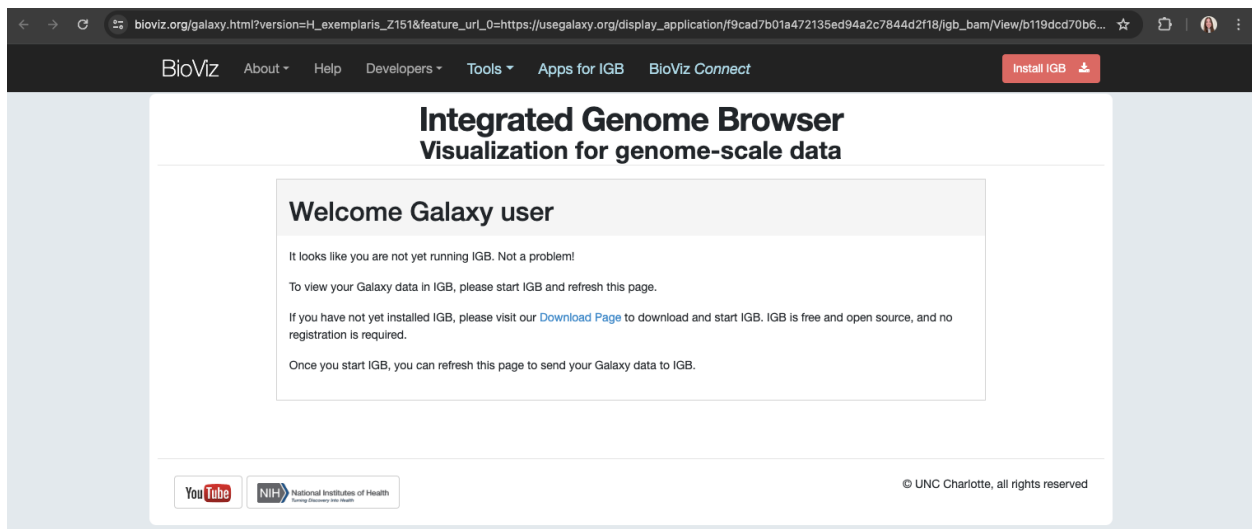 bioviz.org/galaxy.html?version=H_exemplaris_Z151&feature_url_0=https://usegalaxy.org/display_application/f9cad7b01a472135ed94a2c7844d2f18/igb_bam/View/b119dcd70b6...
BioViz About Help Developers Tools Apps for IGB BioViz Connect Install IGB
Integrated Genome Browser
Visualization for genome-scale data
Welcome Galaxy user
It looks like you are not yet running IGB. Not a problem!
To view your Galaxy data in IGB, please start IGB and refresh this page.
If you have not yet installed IGB, please visit our Download Page to download and start IGB. IGB is free and open source, and no
registration is required.
Once you start IGB, you can refresh this page to send your Galaxy data to IGB.
YouTube NIH National Institutes of Health © UNC Charlotte, all rights reserved
Turning Discovery Into Health